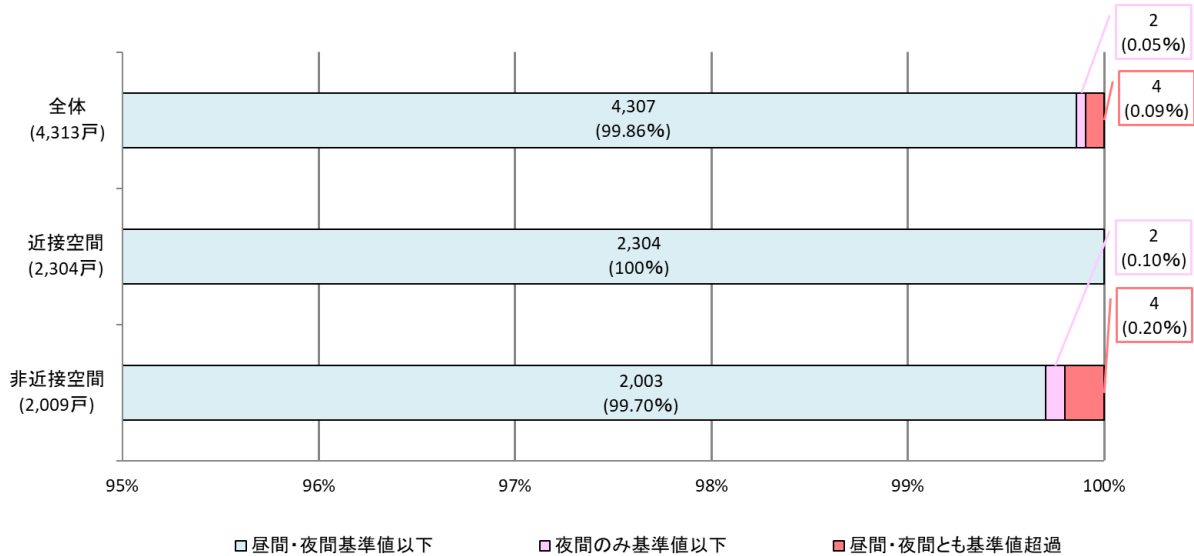 2
(0.05%)
4
(0.09%)
全体
(4,313戸)
4,307
(99.86%)
近接空間
(2,304戸)
2,304
(100%)
2
(0.10%)
4
(0.20%)
非近接空間
(2,009戸)
2,003
(99.70%)
95%
96%
97%
98%
99%
100%
昼間・夜間基準値以下
夜間のみ基準値以下
昼間・夜間とも基準値超過